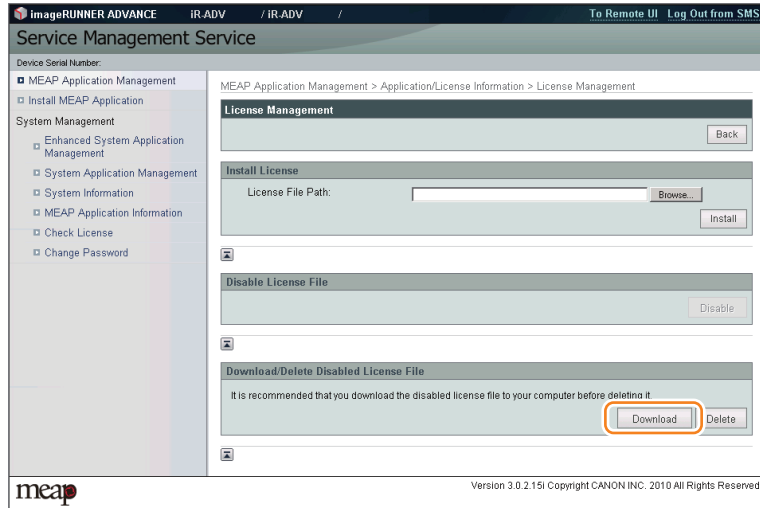 imageRUNNER ADVANCE iR-ADV / iR-ADV / To Remote UI Log Out from SMS
Service Management Service
Device Serial Number:
MEAP Application Management
Install MEAP Application
System Management
Enhanced System Application
Management
System Application Management
System Information
MEAP Application Information
Check License
Change Password
MEAP Application Management > Application/License Information > License Management
License Management
Back
Install License
License File Path:
Browse...
Install
Disable License File
Disable
Download/Delete Disabled License File
It is recommended that you download the disabled license file to your computer before deleting it.
Download Delete
meap
Version 3.0.2.15i Copyright CANON INC. 2010 All Rights Reserved